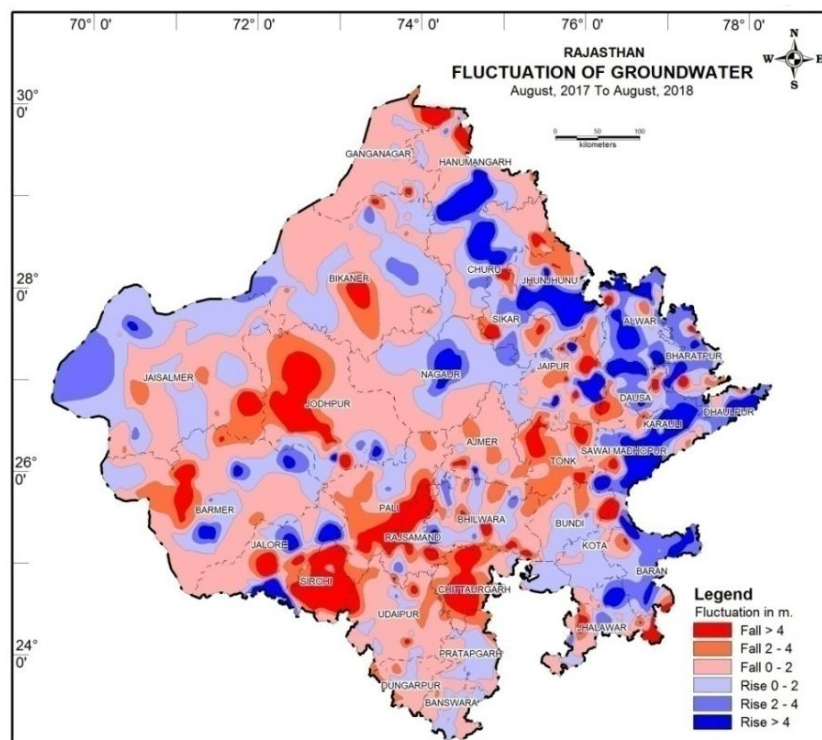 70° 0' 72° 0' 74° 0' 76° 0' 78° 0'
N
W E
S
RAJASTHAN
FLUCTUATION OF GROUNDWATER
August, 2017 To August, 2018
0 50 100
kilometers
30°
0'
28°
0'
26°
0'
24°
0'
GANGANAGAR
HANUMANGARH
CHURU
BIKANER
JHUNJHUNU
SIKAR
ALWAR
BHARATPUR
JAISALMER
NAGAUR
JAIPUR
DAUSA
JODHPUR
KARAULI
DHAULPUR
AJMER
SAWAI MADHOPUR
TONK
BARMER
PALI
BHILWARA
BUNDI
JALORE
RAJSAMAND
KOTA
BARAN
SIROHI
CHITTAURGARH
UDAIPUR
JHALAWAR
PRATAPGARH
DUNGARPUR
BANSWARA
Legend
Fluctuation in m.
Fall > 4
Fall 2 - 4
Fall 0 - 2
Rise 0 - 2
Rise 2 - 4
Rise > 4